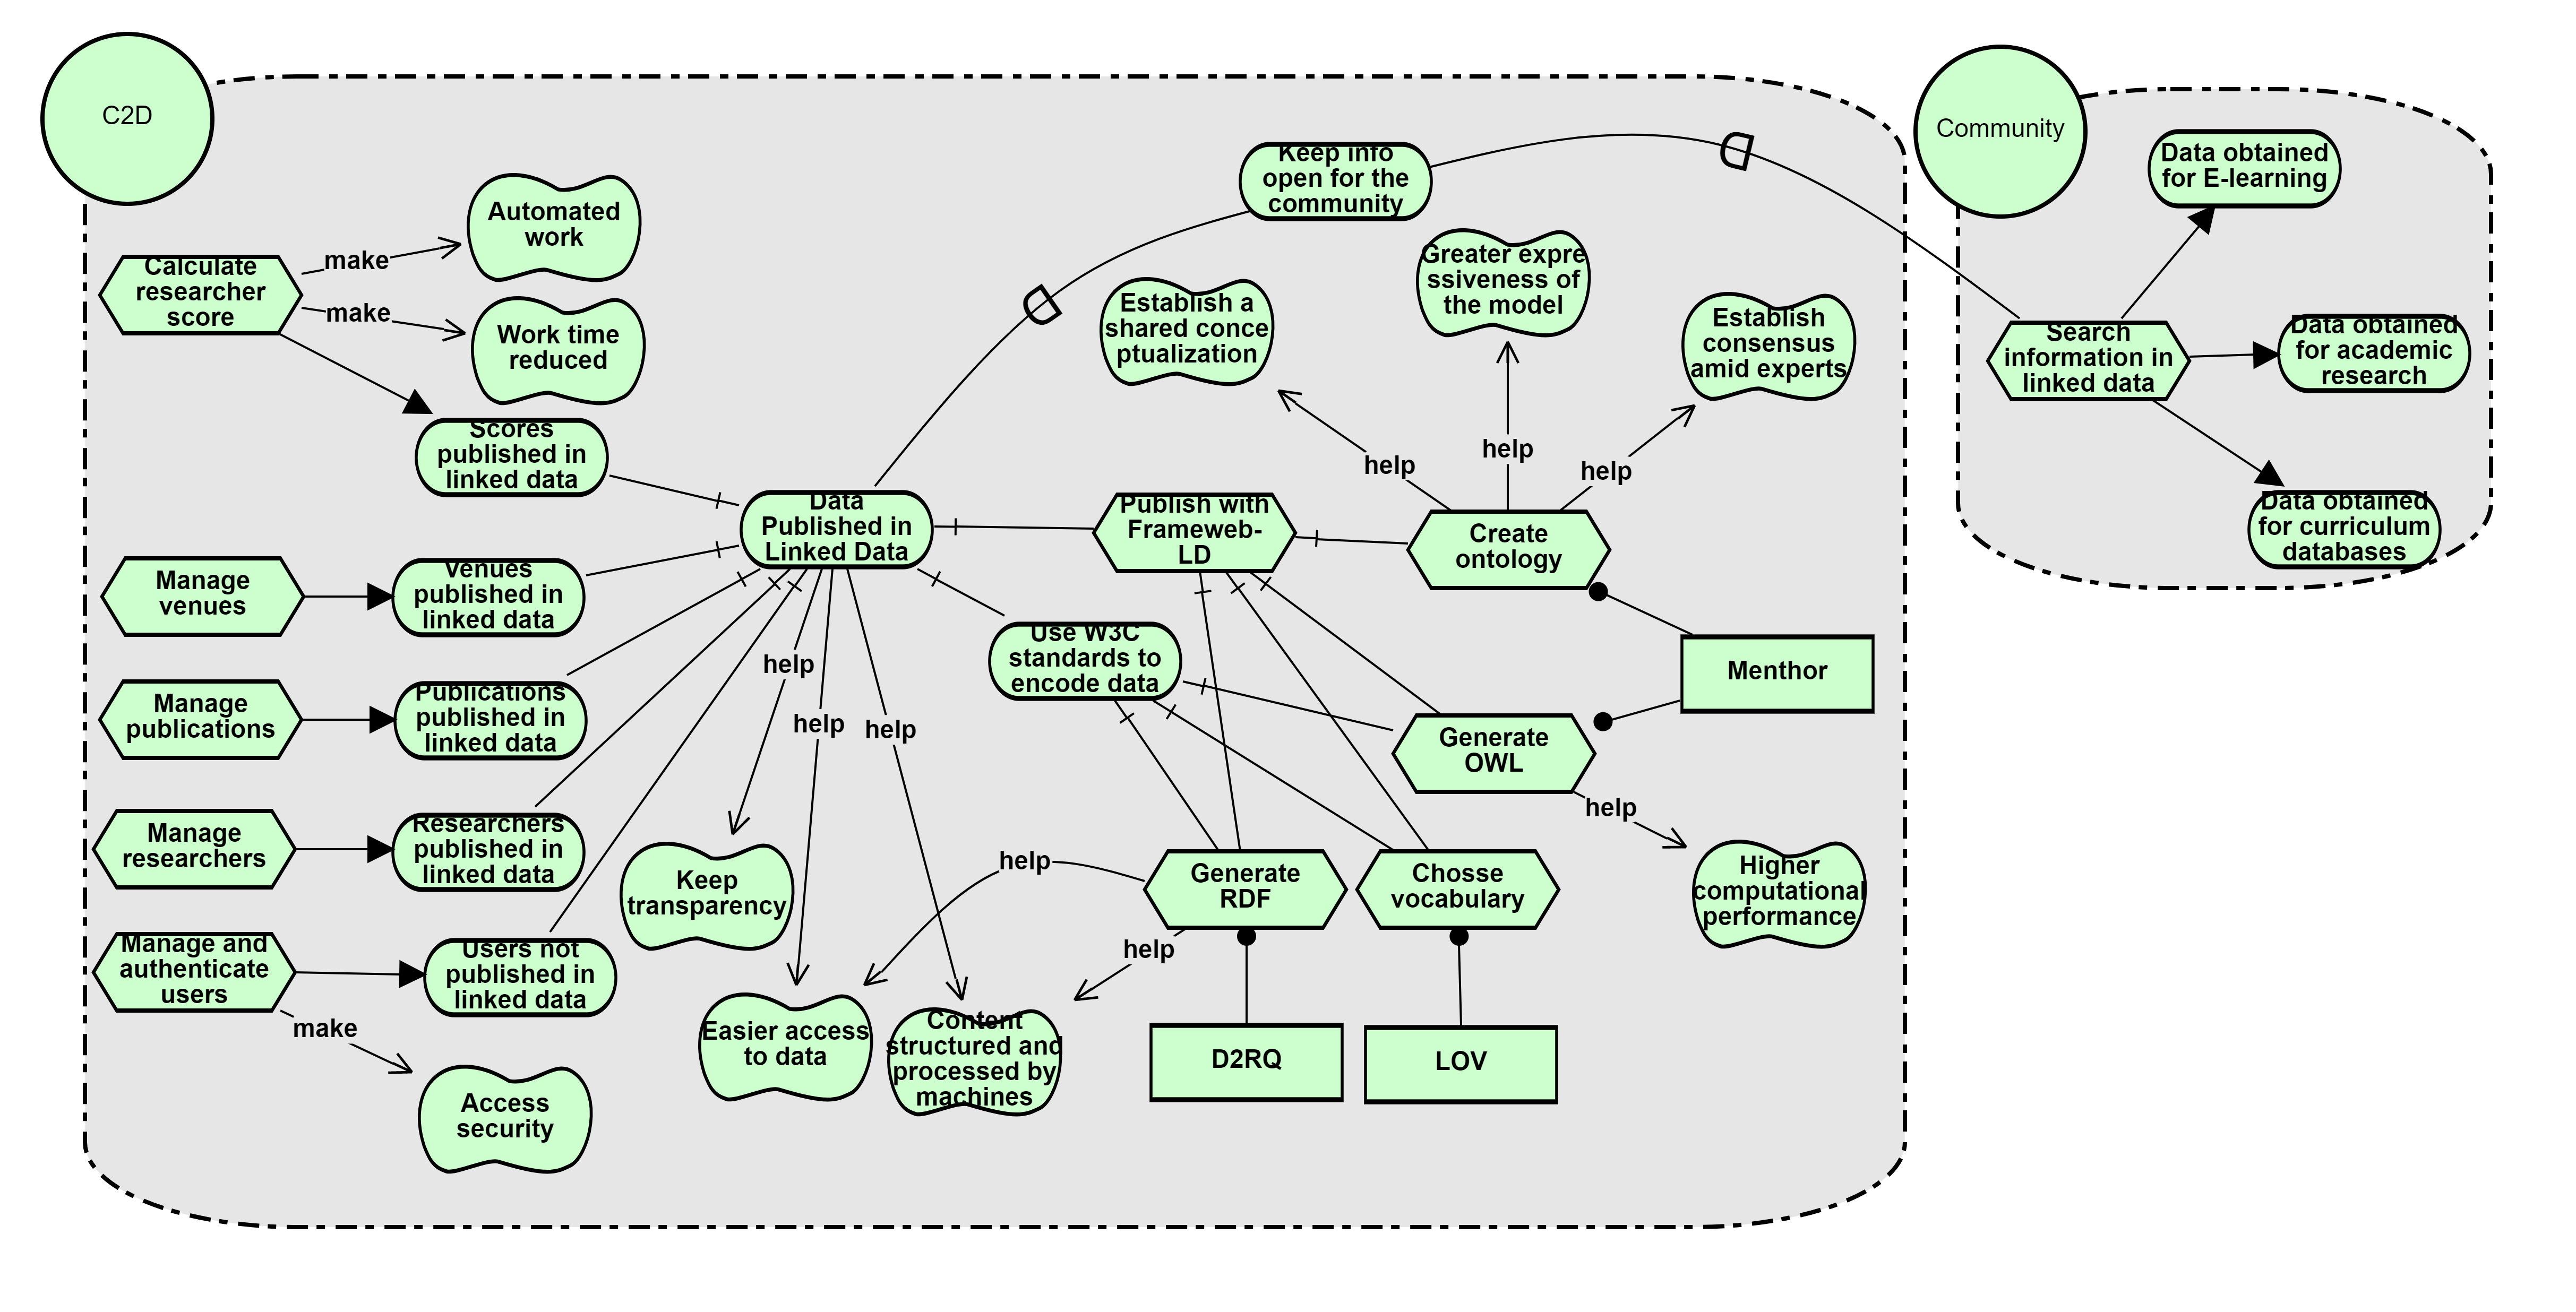 C2D
Community
Keep info
open for the
community
Data obtained
for E-learning
Automated
work
make
Calculate
researcher
score
make
Work time
reduced
Greater expre
ssiveness of
the model
Establish a
shared conce
ptualization
Establish
consensus
amid experts
Search
information in
linked data
Data obtained
for academic
research
Scores
published in
linked data
help
help
help
Data
Published in
Linked Data
Publish with
Frameweb-
LD
Create
ontology
Data obtained
for curriculum
databases
Manage
venues
Venues
published in
linked data
Use W3C
standards to
encode data
Menthor
help
Manage
publications
Publications
published in
linked data
help
help
Generate
OWL
help
Manage
researchers
Researchers
published in
linked data
Keep
transparency
help
Generate
RDF
Chosse
vocabulary
Higher
computational
performance
Manage and
authenticate
users
Users not
published in
linked data
help
make
Easier access
to data
Content
structured and
processed by
machines
D2RQ
LOV
Access
security